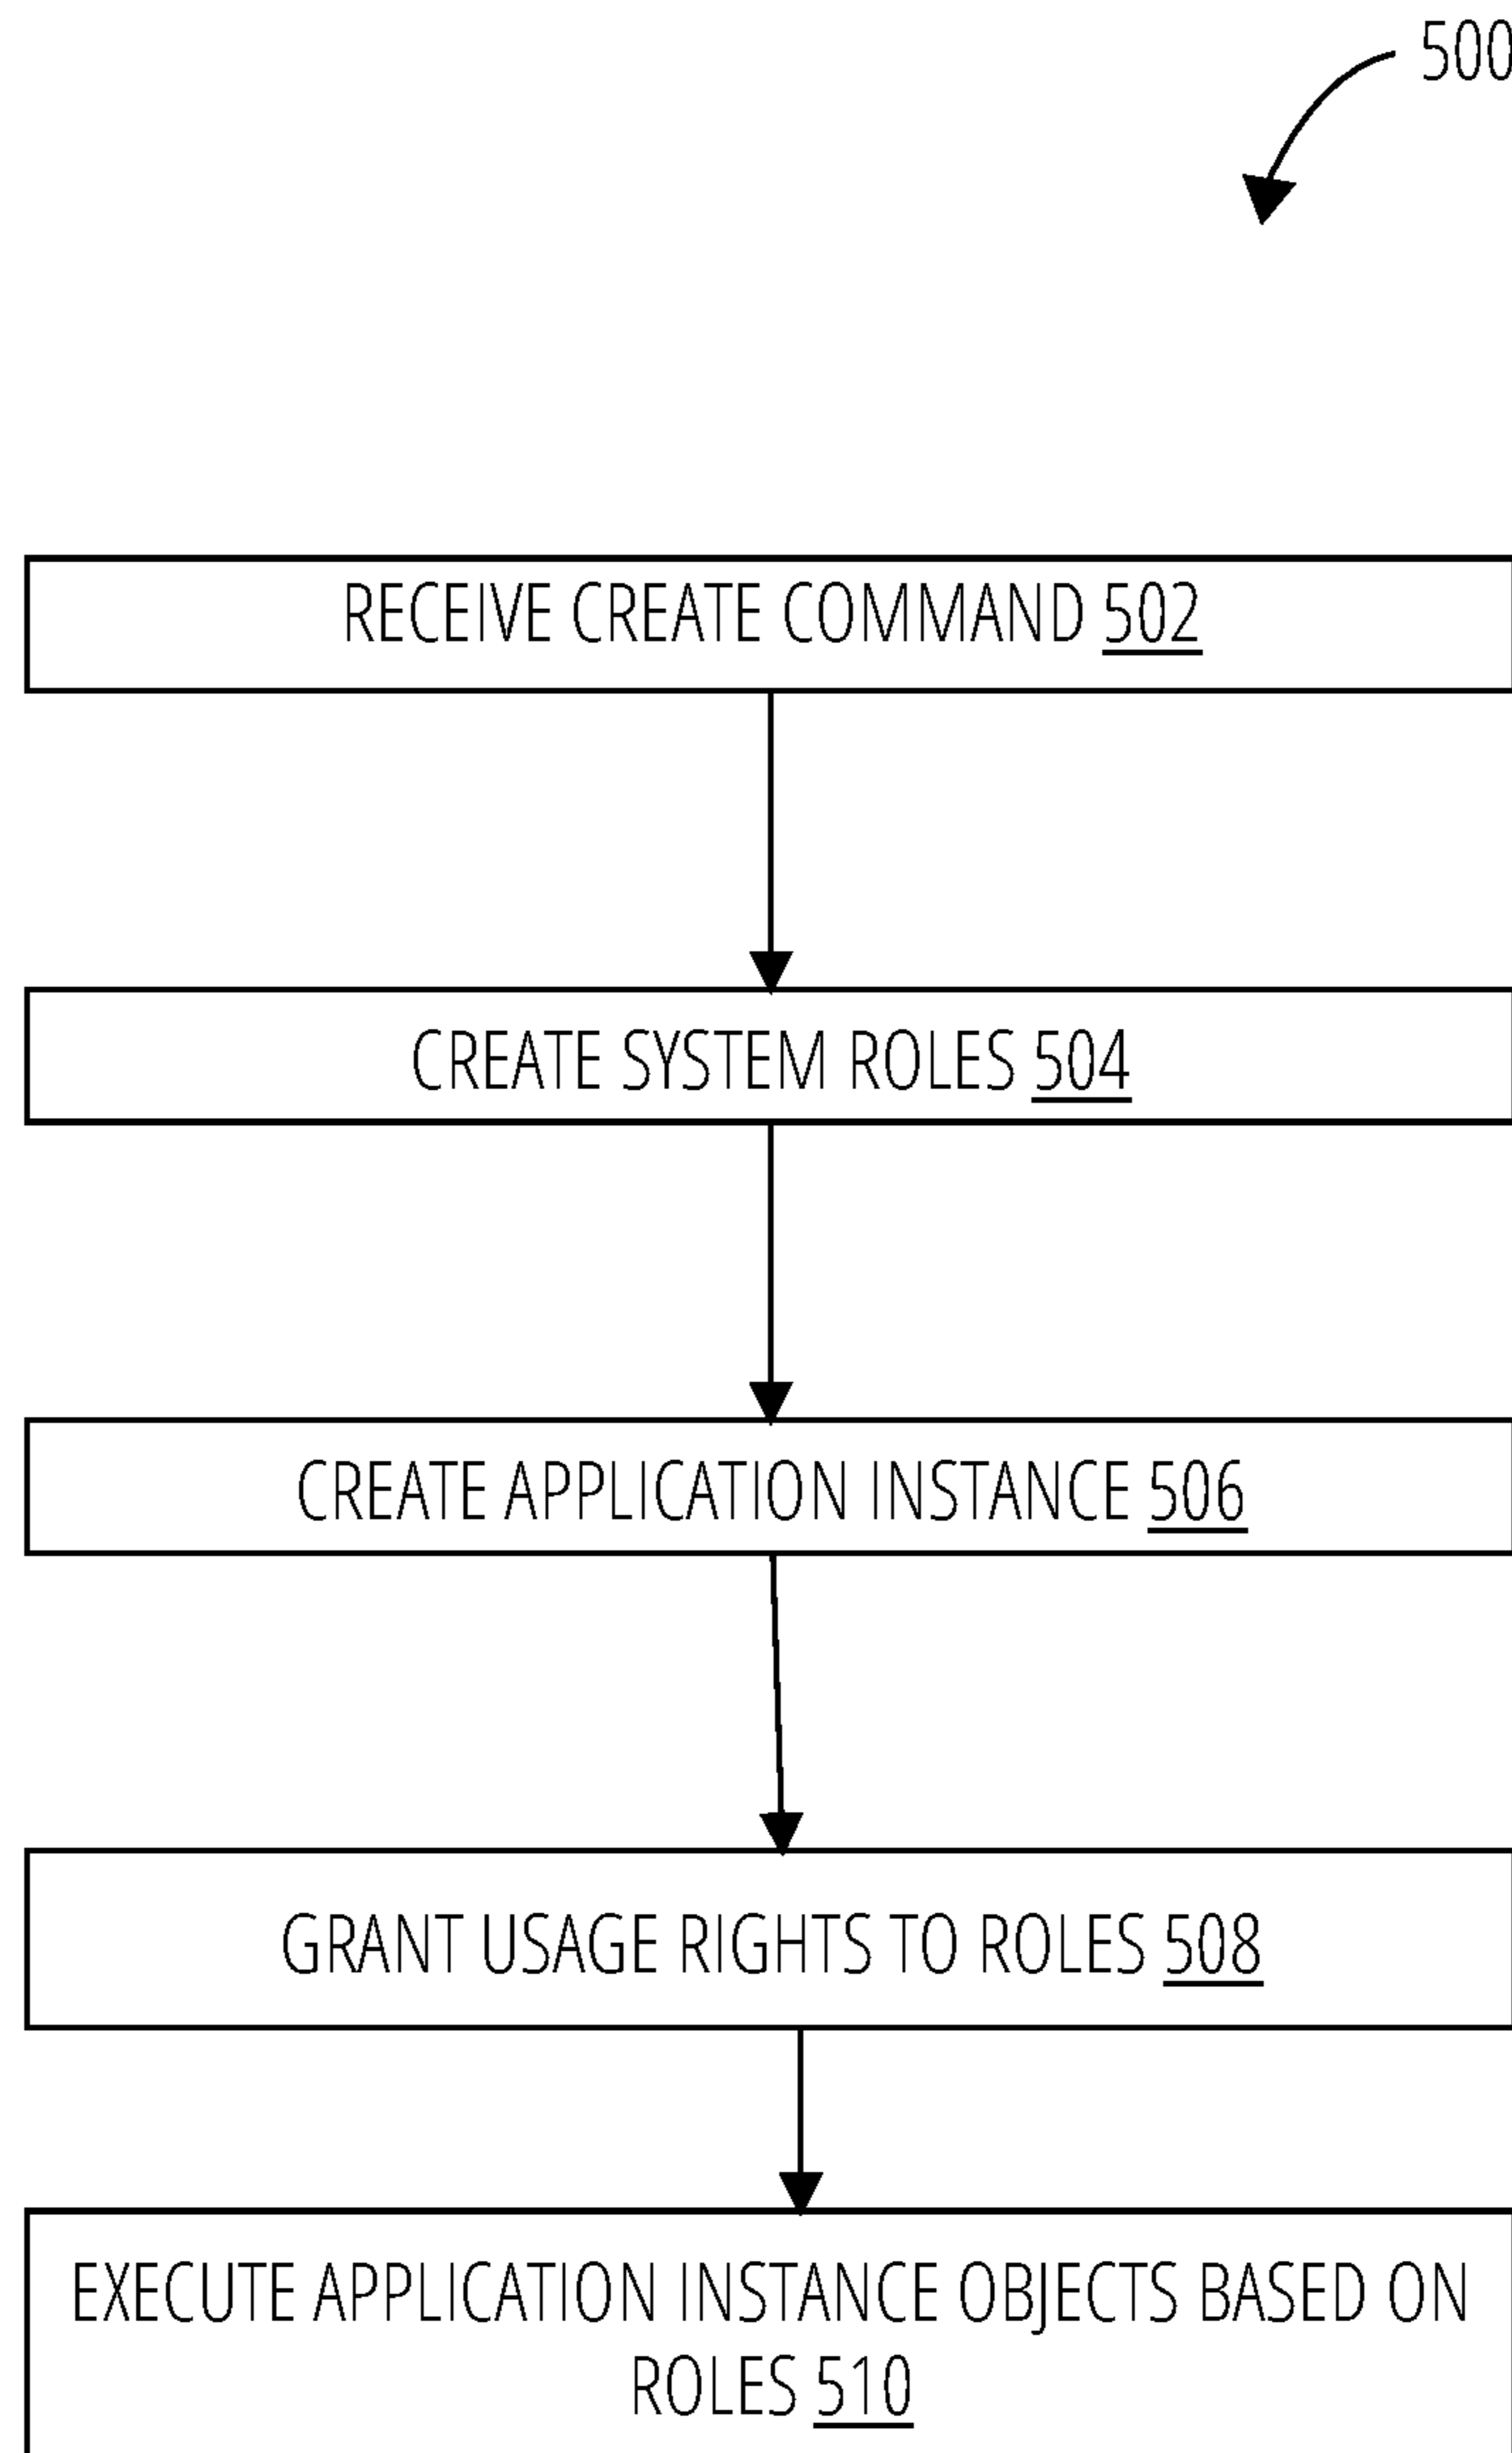 500
RECEIVE CREATE COMMAND 502
CREATE SYSTEM ROLES 504
CREATE APPLICATION INSTANCE 506
GRANT USAGE RIGHTS TO ROLES 508
EXECUTE APPLICATION INSTANCE OBJECTS BASED ON
ROLES 510